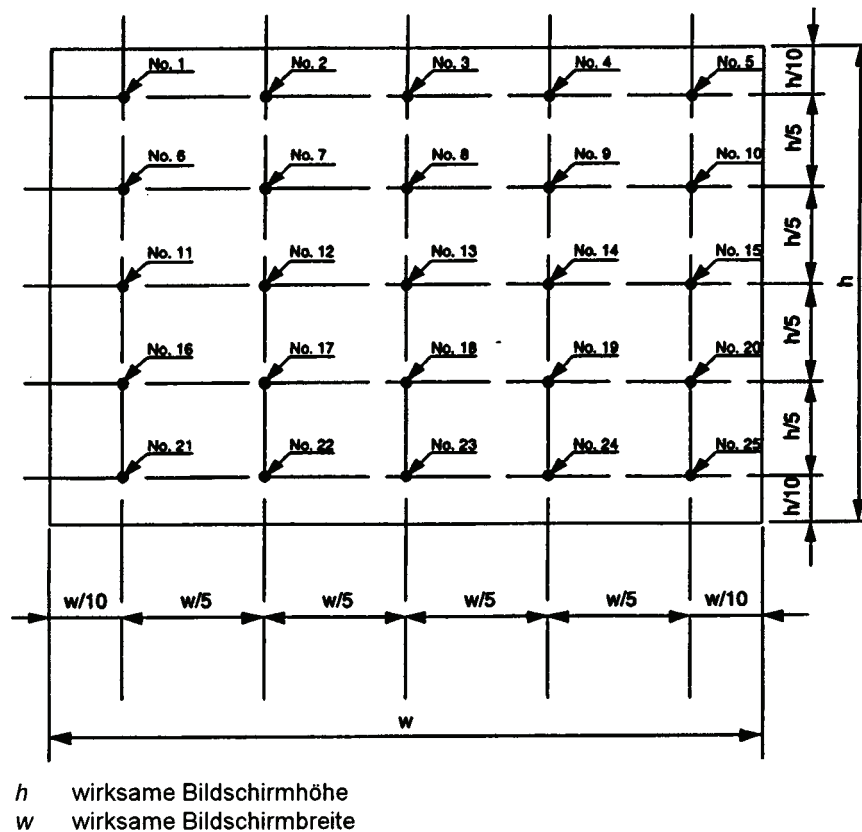 No. 1 No. 2 No. 3 No. 4 No. 5
h/10
h/5
No. 6 No. 7 No. 8 No. 9 No. 10
h/5
No. 11 No. 12 No. 13 No. 14 No. 15
h
h/5
No. 16 No. 17 No. 18 No. 19 No. 20
h/5
No. 21 No. 22 No. 23 No. 24 No. 25
h/10
w/10 w/5 w/5 w/5 w/5 w/10
w
h wirksame Bildschirmhöhe
w wirksame Bildschirmbreite